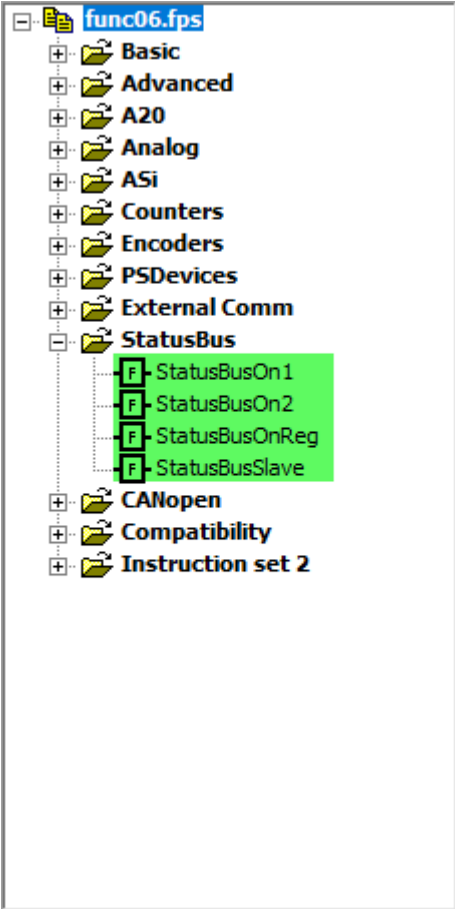 func06.fps
Basic
Advanced
A20
Analog
ASi
Counters
Encoders
PSDevices
External Comm
StatusBus
F StatusBusOn1
F StatusBusOn2
F StatusBusOnReg
F StatusBusSlave
CANopen
Compatibility
Instruction set 2